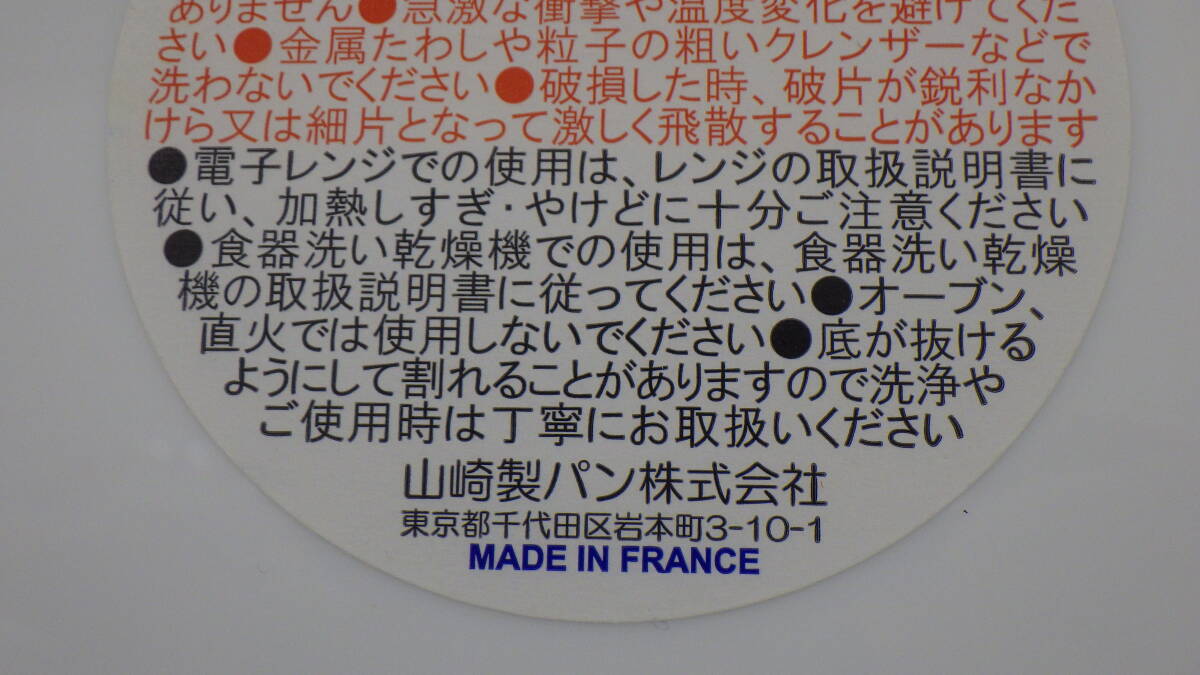 ありません●急激な衝撃や温度変化を避けてくだ
さい●金属たわしや粒子の粗いクレンザーなどで
洗わないでください●破損した時、破片が鋭利なか
けら又は細片となって激しく飛散することがあります
●電子レンジでの使用は、レンジの取扱説明書に
従い、加熱しすぎ・やけどに十分ご注意ください
●食器洗い乾燥機での使用は、食器洗い乾燥
機の取扱説明書に従ってください●オーブン、
直火では使用しないでください●底が抜ける
ようにして割れることがありますので洗浄や
ご使用時は丁寧にお取扱いください
山崎製パン株式会社
東京都千代田区岩本町3-10-1
MADE IN FRANCE